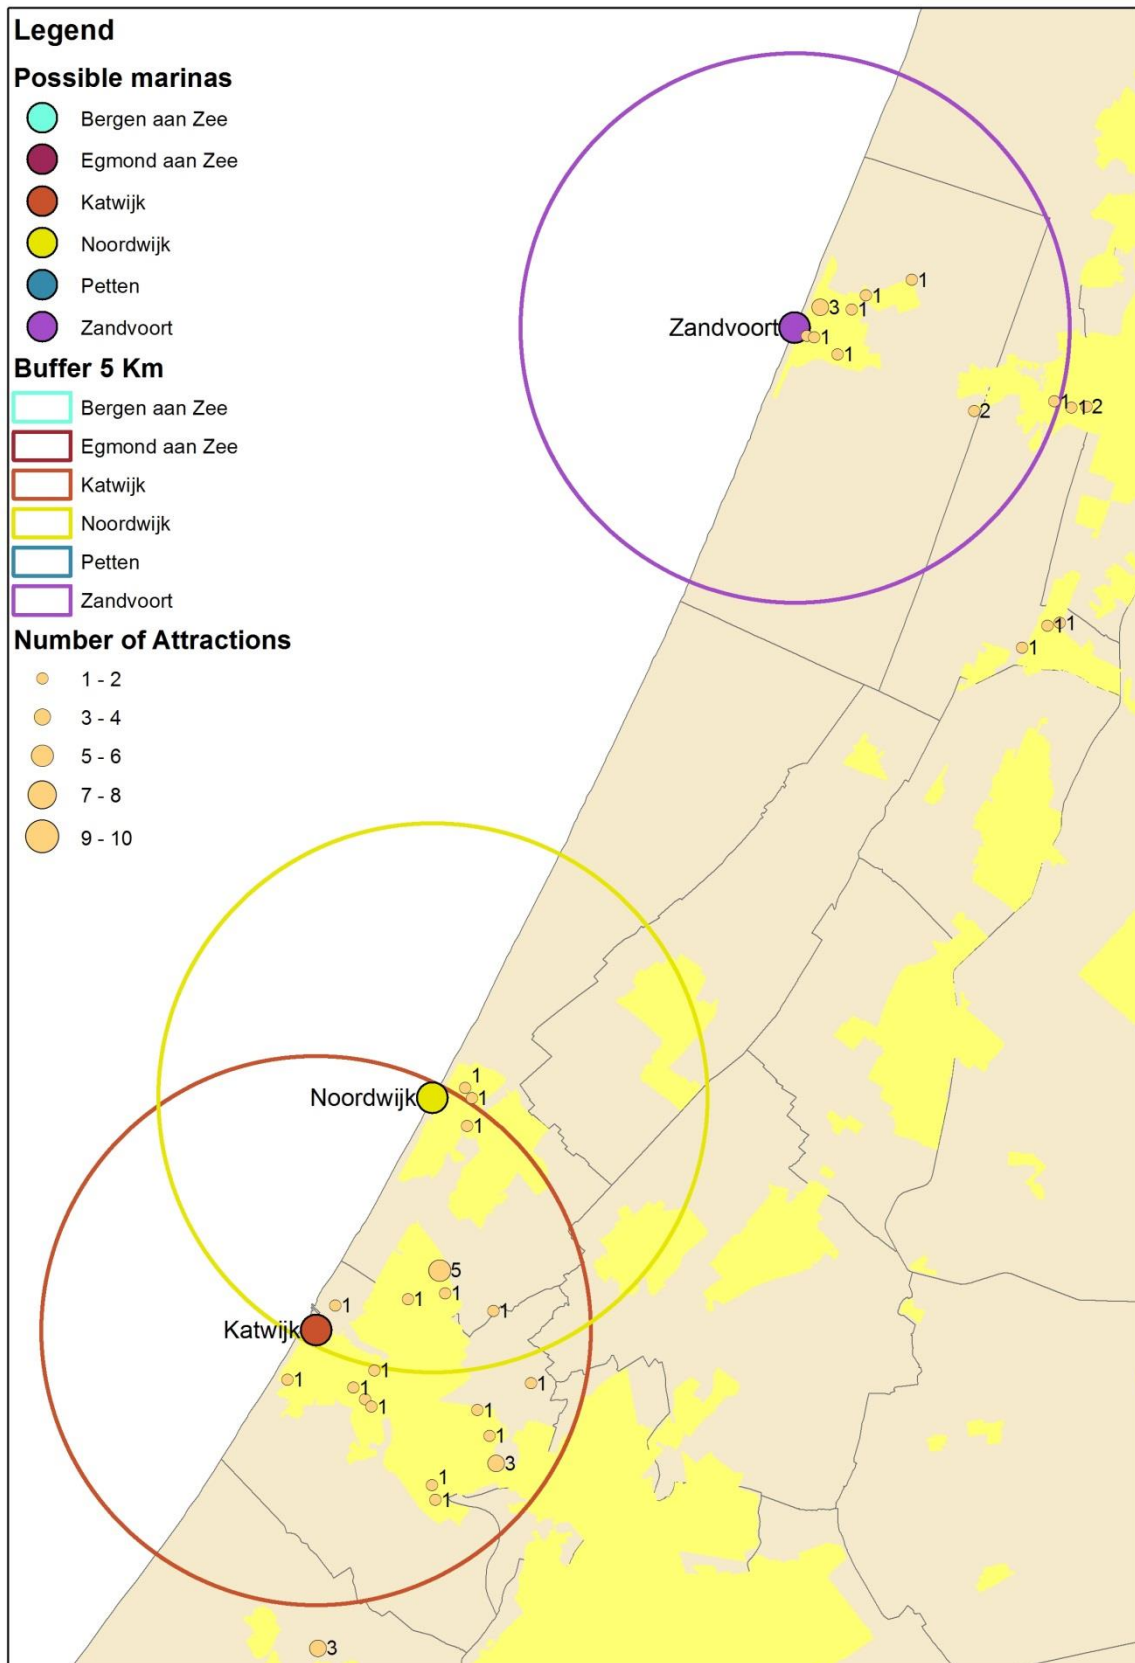 Legend
Possible marinas
Bergen aan Zee
Egmond aan Zee
Katwijk
Noordwijk
Petten
Zandvoort
Buffer 5 Km
Bergen aan Zee
Egmond aan Zee
Katwijk
Noordwijk
Petten
Zandvoort
Number of Attractions
1 - 2
3 - 4
5 - 6
7 - 8
9 - 10
1
1
3 1
Zandvoort 1
1
2 1 1 2
1 1
1
1
Noordwijk 1
1
5
1 1
1 1
Katwijk
1
1 1
1
1
1
1
3
1
1
3